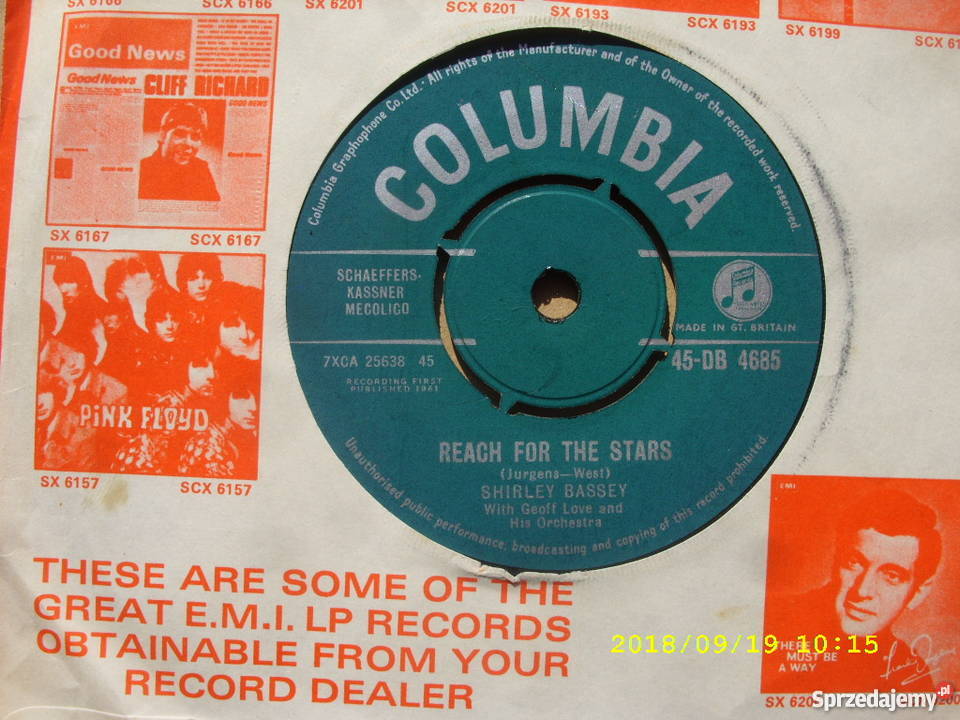 SX 6166
SCX 6166
SX 6201
SCX 6201
SX 6193
SCX 6193
SX 6199
EMI
Good News
Good News
CLIFF RICHARD
GOOD NEWS
SX 6167
SCX 6167
EMI
PINK FLOYD
SX 6157
SCX 6157
Columbia Graphophone Co. Ltd. · All rights of the Manufacturer and of the Owner of the recorded work reserved.
COLUMBIA
SCHAEFFERS-
KASSNER
MECOLICO
MADE IN GT. BRITAIN
7XCA 25638 45
45-DB 4685
RECORDING FIRST
PUBLISHED 1961
REACH FOR THE STARS
(Jurgens—West)
SHIRLEY BASSEY
With Geoff Love and
His Orchestra
Unauthorised public performance, broadcasting and copying of this record prohibited.
EMI
THERE
MUST BE
A WAY
THESE ARE SOME OF THE
GREAT E.M.I. LP RECORDS
OBTAINABLE FROM YOUR
RECORD DEALER
2018/09/19 10:15
Sprzedajemy.pl